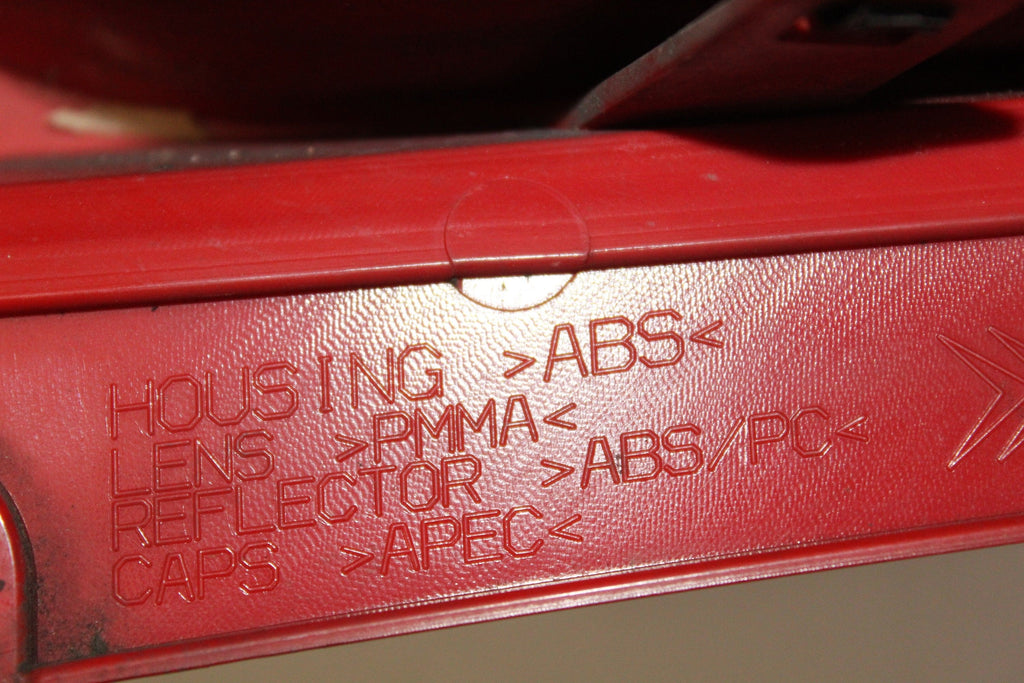 HOUSING >ABS<
LENS >PMMA<
REFLECTOR >ABS/PC<
CAPS >APEC<